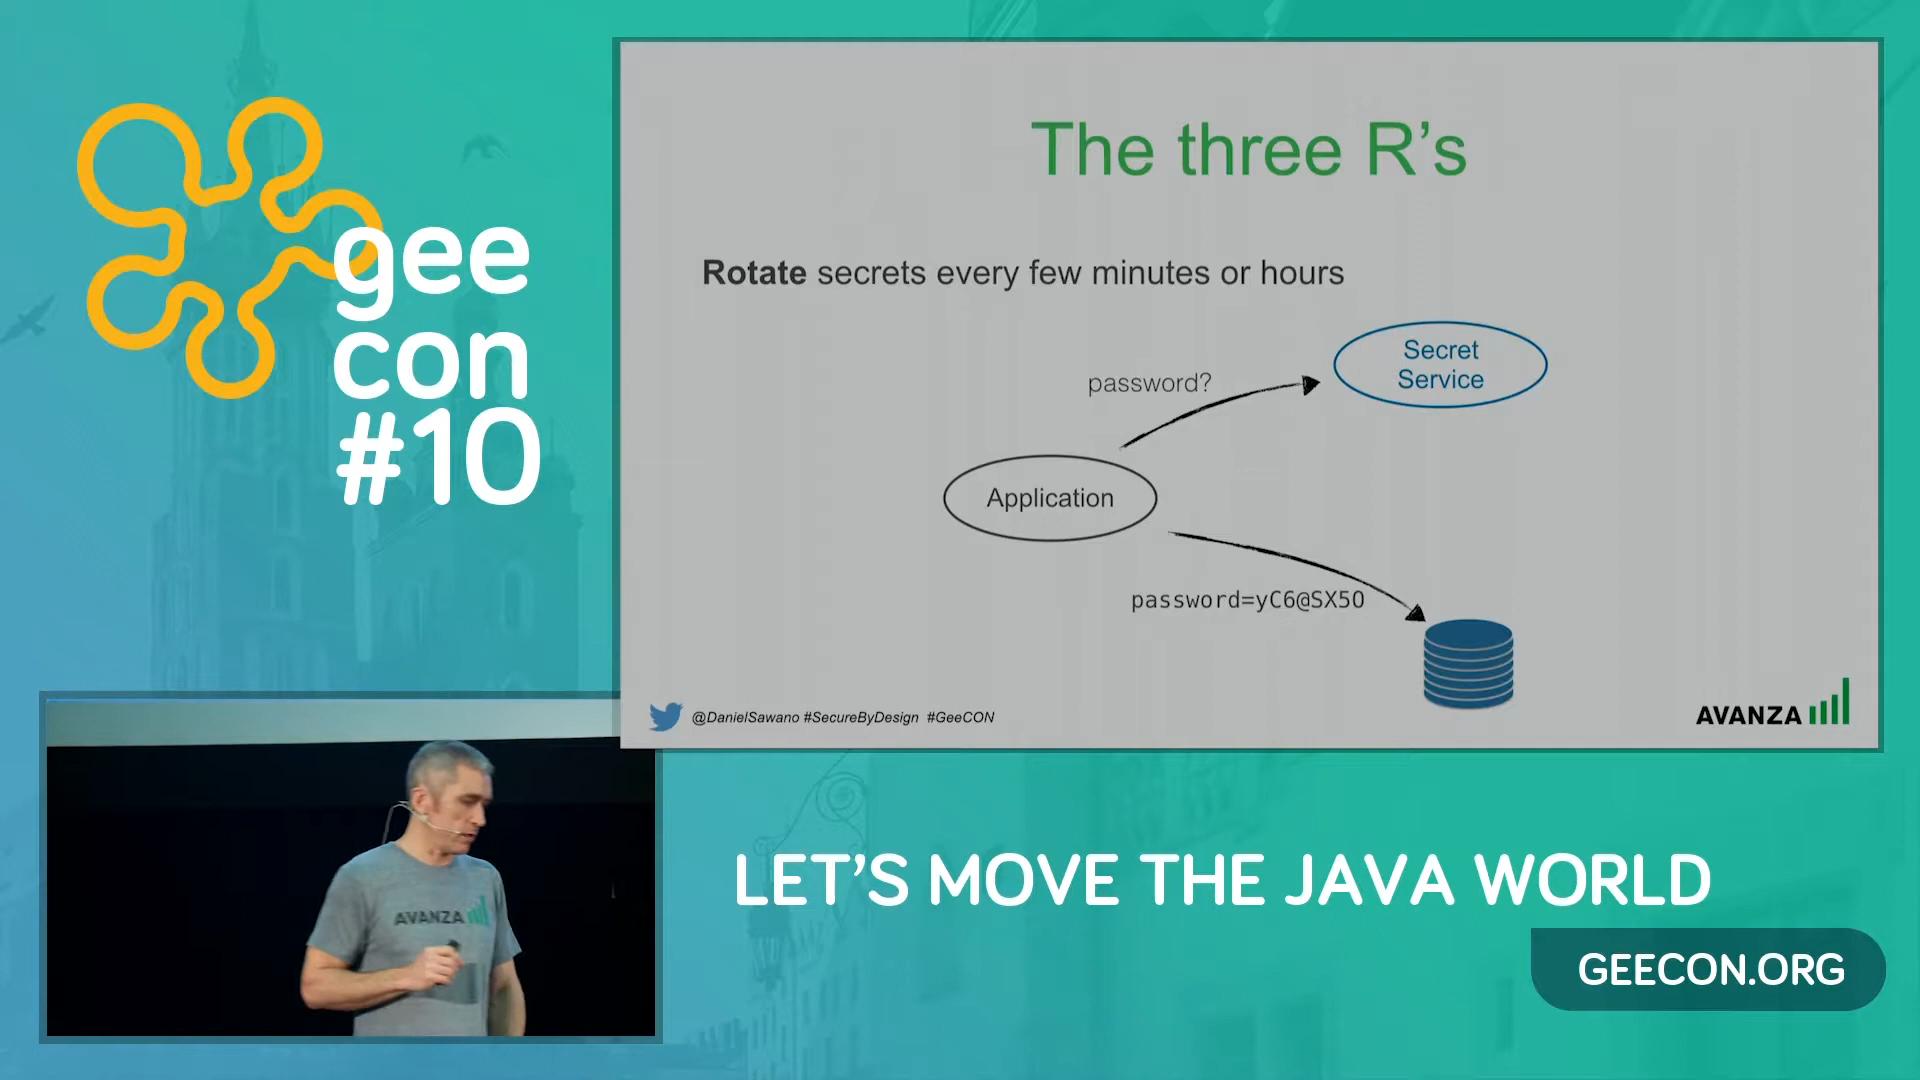 gee
con
#10
The three R's
Rotate secrets every few minutes or hours
password?
Secret
Service
Application
password=yC6@SX5O
@DanielSawano #SecureByDesign #GeeCON
AVANZA
AVANZA
LET'S MOVE THE JAVA WORLD
GEECON.ORG